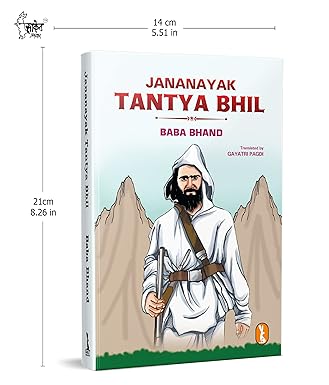 साकेत
14 cm
5.51 in
21cm
8.26 in
JANANAYAK
TANTYA BHIL
BABA BHAND
Translated by
GAYATRI PAGDI
Jananayak Tantya Bhil
Baba Bhand